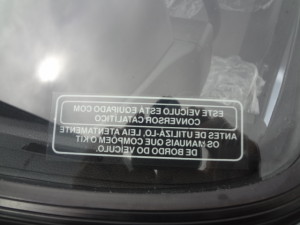 ESTE VEÍCULO ESTÁ EQUIPADO COM
CONVERSOR CATALÍTICO
ANTES DE UTILIZÁ-LO, LEIA ATENTAMENTE
OS MANUAIS QUE COMPOEM O KIT
DE BORDO DO VEÍCULO.